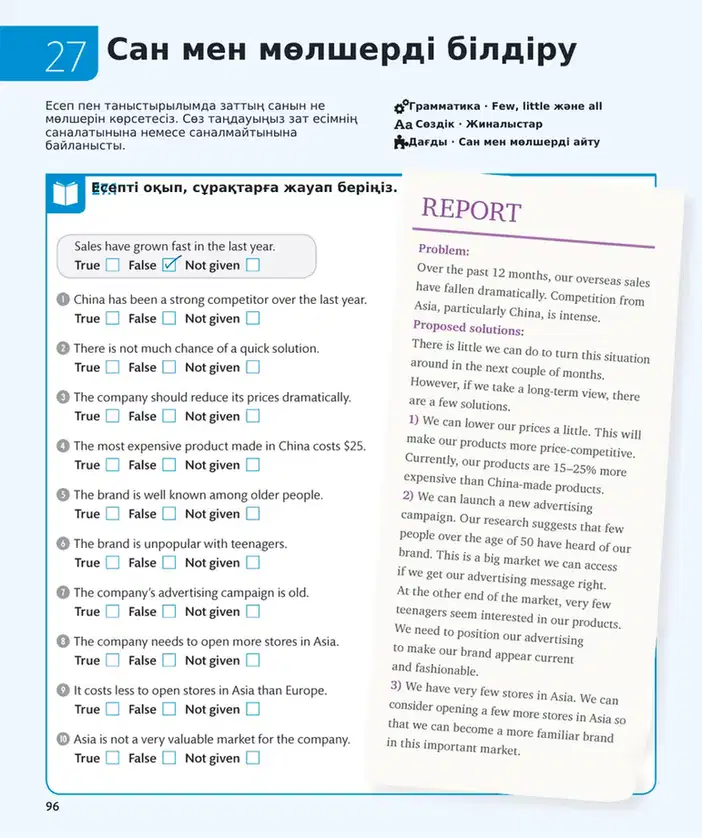 27
Сан мен мөлшерді білдіру
Есеп пен таныстырылымда заттың санын не
мөлшерін көрсетесіз. Сөз таңдауыңыз зат есімнің
саналатынына немесе саналмайтынына
байланысты.
Грамматика · Few, little және all
Aa Сөздік · Жиналыстар
Дағды · Сан мен мөлшерді айту
Есепті оқып, сұрақтарға жауап беріңіз.
Sales have grown fast in the last year.
True False Not given
1 China has been a strong competitor over the last year.
True False Not given
2 There is not much chance of a quick solution.
True False Not given
3 The company should reduce its prices dramatically.
True False Not given
4 The most expensive product made in China costs $25.
True False Not given
5 The brand is well known among older people.
True False Not given
6 The brand is unpopular with teenagers.
True False Not given
7 The company's advertising campaign is old.
True False Not given
8 The company needs to open more stores in Asia.
True False Not given
9 It costs less to open stores in Asia than Europe.
True False Not given
10 Asia is not a very valuable market for the company.
True False Not given
REPORT
Problem:
Over the past 12 months, our overseas sales
have fallen dramatically. Competition from
Asia, particularly China, is intense.
Proposed solutions:
There is little we can do to turn this situation
around in the next couple of months.
However, if we take a long-term view, there
are a few solutions.
1) We can lower our prices a little. This will
make our products more price-competitive.
Currently, our products are 15–25% more
expensive than China-made products.
2) We can launch a new advertising
campaign. Our research suggests that few
people over the age of 50 have heard of our
brand. This is a big market we can access
if we get our advertising message right.
At the other end of the market, very few
teenagers seem interested in our products.
We need to position our advertising
to make our brand appear current
and fashionable.
3) We have very few stores in Asia. We can
consider opening a few more stores in Asia so
that we can become a more familiar brand
in this important market.
96